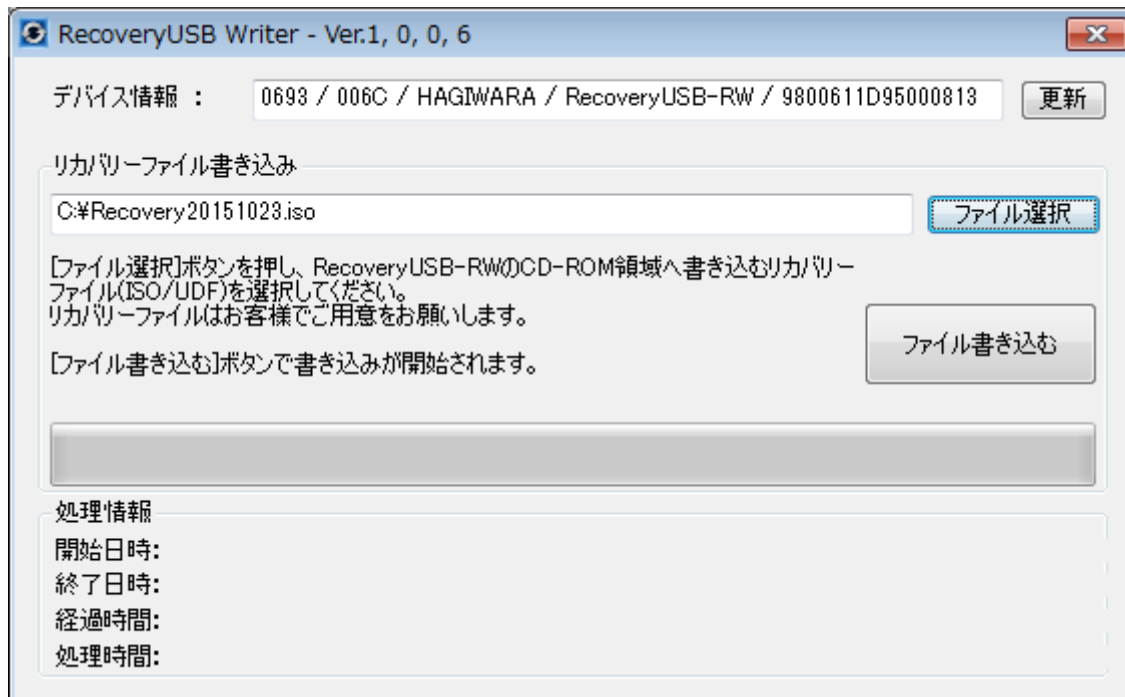 RecoveryUSB Writer - Ver.1, 0, 0, 6
デバイス情報 : 0693 / 006C / HAGIWARA / RecoveryUSB-RW / 9800611D95000813 更新
リカバリーファイル書き込み
C:¥Recovery20151023.iso ファイル選択
[ファイル選択]ボタンを押し、RecoveryUSB-RWのCD-ROM領域へ書き込むリカバリー
ファイル(ISO/UDF)を選択してください。
リカバリーファイルはお客様でご用意をお願いします。
ファイル書き込む
[ファイル書き込む]ボタンで書き込みが開始されます。
処理情報
開始日時:
終了日時:
経過時間:
処理時間: